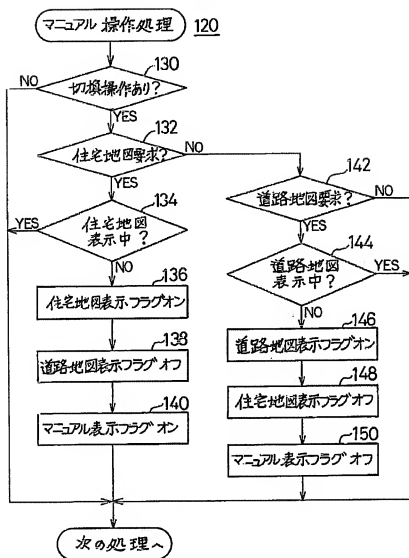 マニュアル 操作処理
120
130
NO
切換操作あり?
YES
132
住宅地図要求?
NO
YES
134
YES
住宅地図
表示中?
NO
136
住宅地図表示フラグオン
138
道路地図表示フラグ オフ
140
マニュアル表示フラグ オン
142
道路地図要求?
NO
YES
144
道路地図
表示中?
YES
NO
146
道路地図表示フラグオン
148
住宅地図表示フラグ オフ
150
マニュアル表示フラグ オフ
次の処理へ